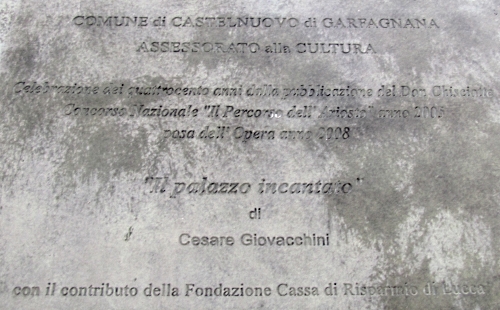 COMUNE di CASTELNUOVO di GARFAGNANA
ASSESSORATO alla CULTURA
Celebrazione dei quattrocento anni dalla pubblicazione del Don Chisciotte
Concorso Nazionale "Il Percorso dell'Ariosto" anno 2005
posa dell'Opera anno 2008
"Il palazzo incantato"
di
Cesare Giovacchini
con il contributo della Fondazione Cassa di Risparmio di Lucca